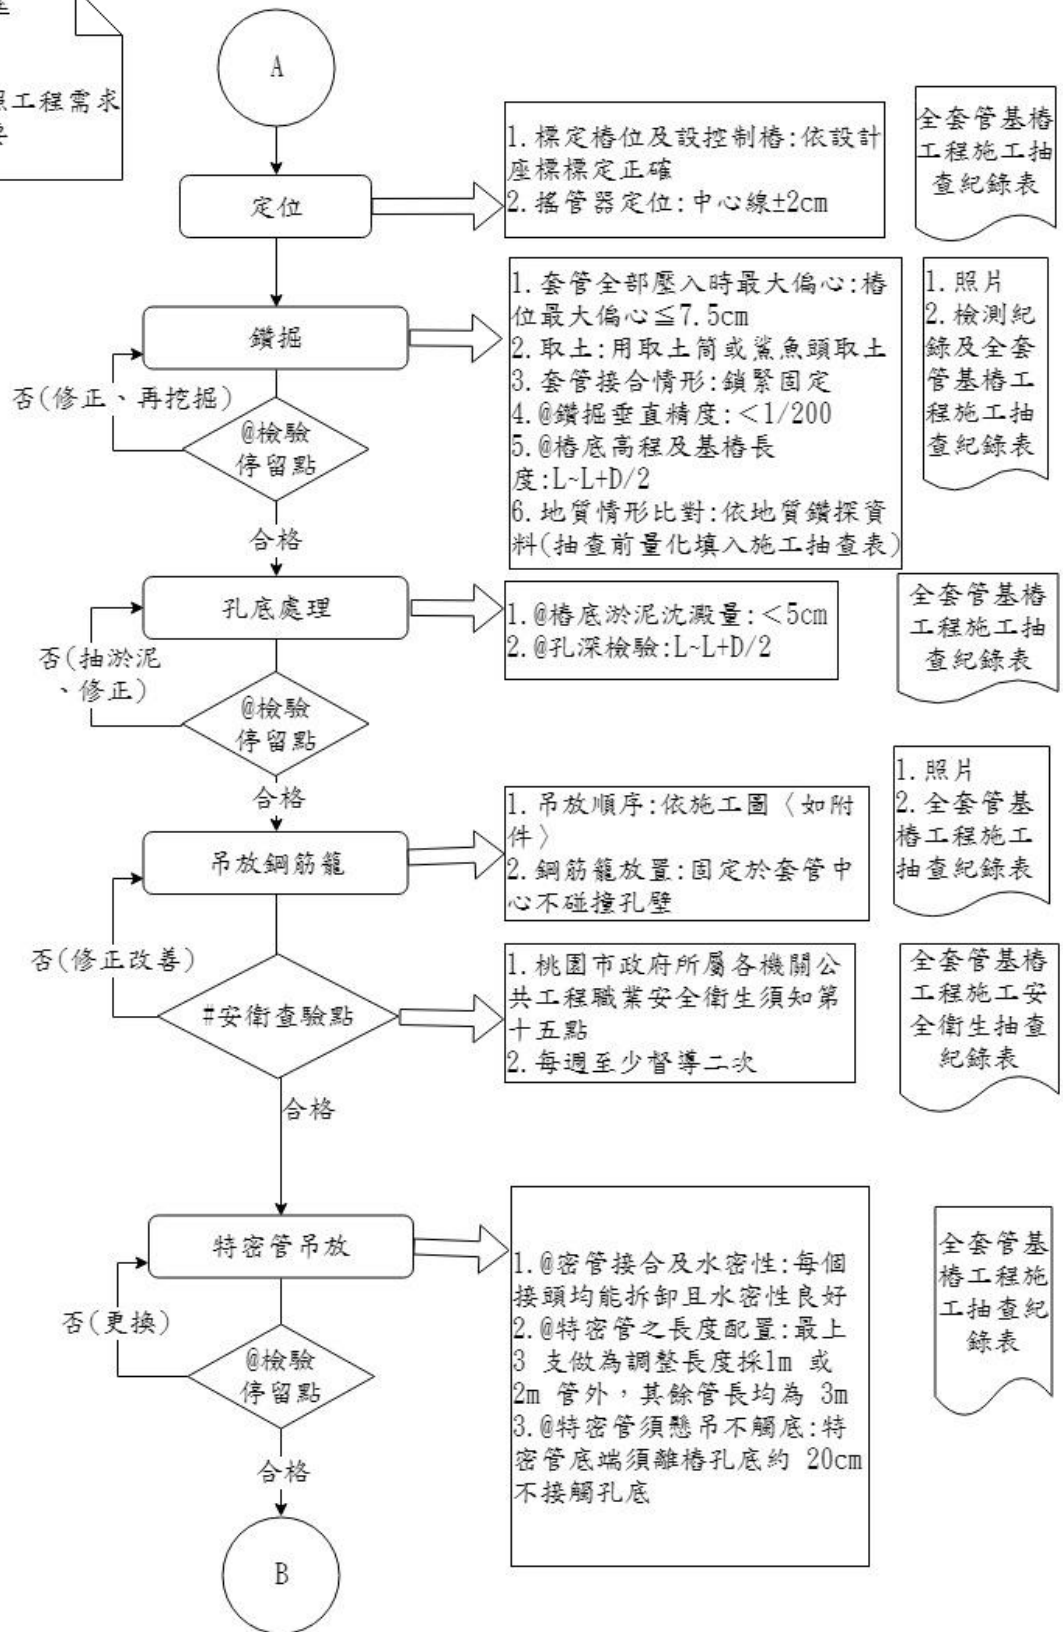 照工程需求
A
定位
1.標定樁位及設控制樁:依設計
座標標定正確
2.搖管器定位:中心線±2cm
全套管基樁
工程施工抽
查紀錄表
鑽掘
否(修正、再挖掘)
@檢驗
停留點
合格
1.套管全部壓入時最大偏心:樁
位最大偏心≦7.5cm
2.取土:用取土筒或鯊魚頭取土
3.套管接合情形:鎖緊固定
4.@鑽掘垂直精度:<1/200
5.@樁底高程及基樁長
度:L~L+D/2
6.地質情形比對:依地質鑽探資
料(抽查前量化填入施工抽查表)
1.照片
2.檢測紀
錄及全套
管基樁工
程施工抽
查紀錄表
孔底處理
否(抽淤泥
、修正)
@檢驗
停留點
合格
1.@樁底淤泥沈澱量:<5cm
2.@孔深檢驗:L~L+D/2
全套管基樁
工程施工抽
查紀錄表
吊放鋼筋籠
否(修正改善)
1.吊放順序:依施工圖〈如附
件〉
2.鋼筋籠放置:固定於套管中
心不碰撞孔壁
1.照片
2.全套管基
樁工程施工
抽查紀錄表
#安衛查驗點
合格
1.桃園市政府所屬各機關公
共工程職業安全衛生須知第
十五點
2.每週至少督導二次
全套管基樁
工程施工安
全衛生抽查
紀錄表
特密管吊放
否(更換)
@檢驗
停留點
合格
1.@密管接合及水密性:每個
接頭均能拆卸且水密性良好
2.@特密管之長度配置:最上
3 支做為調整長度採1m 或
2m 管外，其餘管長均為 3m
3.@特密管須懸吊不觸底:特
密管底端須離樁孔底約 20cm
不接觸孔底
全套管基
樁工程施
工抽查紀
錄表
B